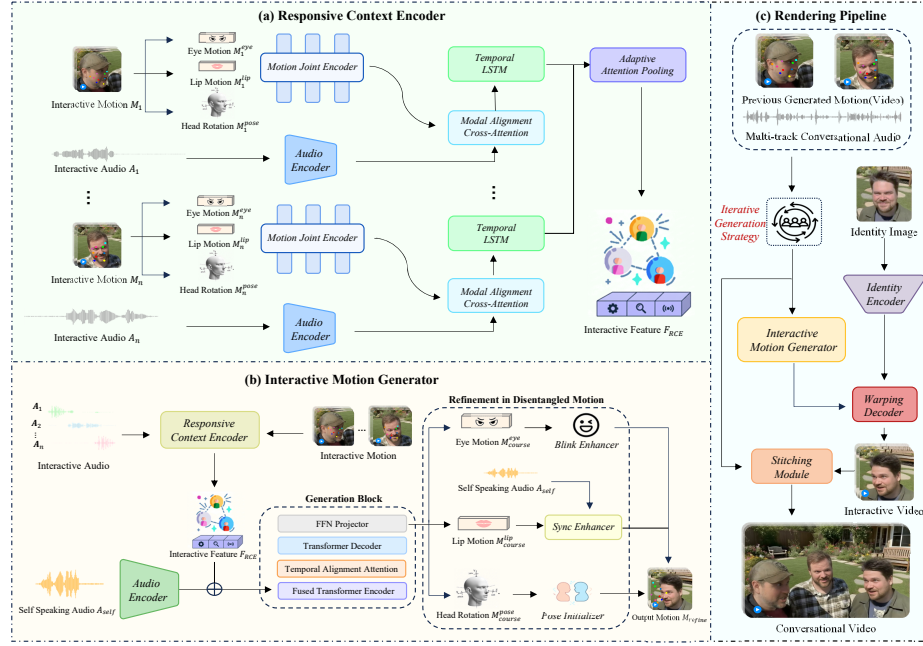 (a) Responsive Context Encoder
Interactive Motion M_1
Eye Motion M_1^eye
Lip Motion M_1^lip
Head Rotation M_1^pose
Motion Joint Encoder
Interactive Audio A_1
Audio
Encoder
Modal Alignment
Cross-Attention
Temporal
LSTM
Adaptive
Attention Pooling
Interactive Motion M_n
Eye Motion M_n^eye
Lip Motion M_n^lip
Head Rotation M_n^pose
Motion Joint Encoder
Interactive Audio A_n
Audio
Encoder
Modal Alignment
Cross-Attention
Temporal
LSTM
Interactive Feature F_RCE
(b) Interactive Motion Generator
A_1
A_2
⋮
A_n
Interactive Audio
Responsive
Context Encoder
Interactive Motion
Interactive Feature F_RCE
Self Speaking Audio A_self
Audio
Encoder
Generation Block
FFN Projector
Transformer Decoder
Temporal Alignment Attention
Fused Transformer Encoder
Refinement in Disentangled Motion
Eye Motion M_course^eye
Blink Enhancer
Self Speaking Audio A_self
Lip Motion M_course^lip
Sync Enhancer
Head Rotation M_course^pose
Pose Initializer
Output Motion M_refine
(c) Rendering Pipeline
Previous Generated Motion(Video)
Multi-track Conversational Audio
Iterative
Generation
Strategy
Identity Image
Identity
Encoder
Interactive
Motion Generator
Warping
Decoder
Stitching
Module
Interactive Video
Conversational Video